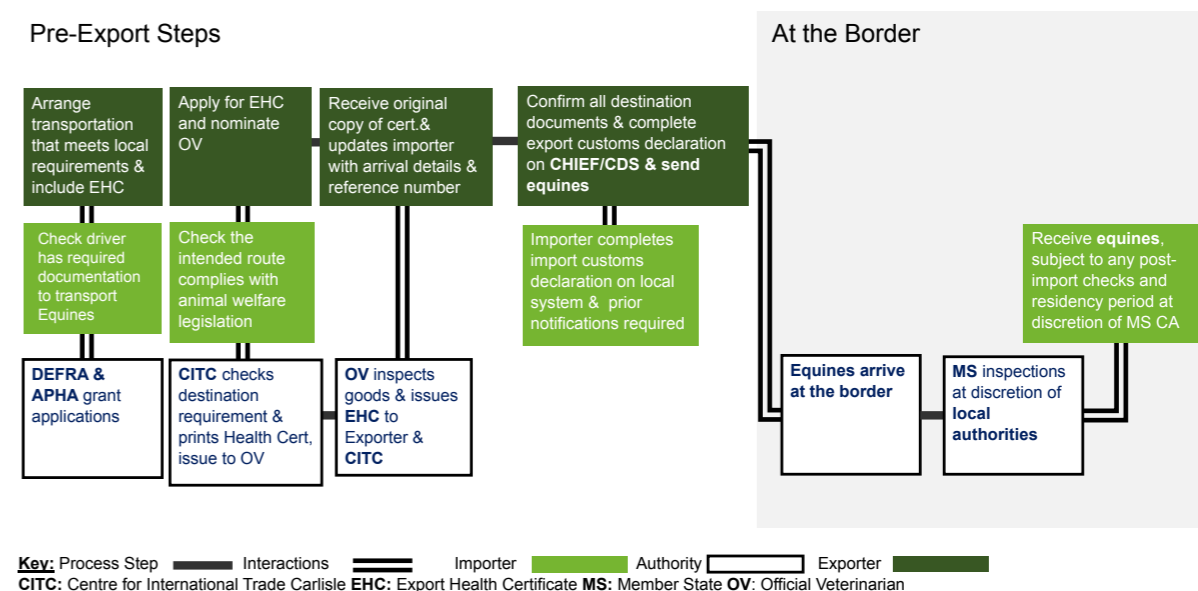 Pre-Export Steps
At the Border
Arrange
transportation
that meets local
requirements &
include EHC
Apply for EHC
and nominate
OV
Receive original
copy of cert.&
updates importer
with arrival details &
reference number
Confirm all destination
documents & complete
export customs declaration
on CHIEF/CDS & send
equines
Check driver
has required
documentation
to transport
Equines
Check the
intended route
complies with
animal welfare
legislation
Importer completes
import customs
declaration on local
system & prior
notifications required
Receive equines,
subject to any post-
import checks and
residency period at
discretion of MS CA
DEFRA &
APHA grant
applications
CITC checks
destination
requirement &
prints Health Cert,
issue to OV
OV inspects
goods & issues
EHC to
Exporter &
CITC
Equines arrive
at the border
MS inspections
at discretion of
local
authorities
Key: Process Step Interactions Importer Authority Exporter
CITC: Centre for International Trade Carlisle EHC: Export Health Certificate MS: Member State OV: Official Veterinarian